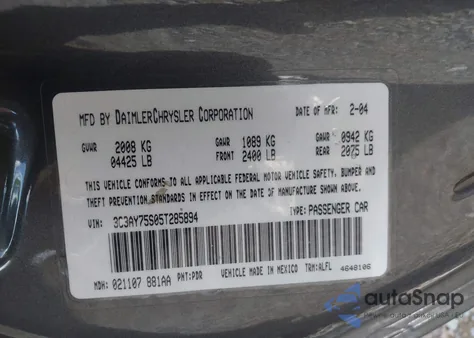 MFD BY DAIMLERCHRYSLER CORPORATION DATE OF MFR 2-04
GVWR 2008 KG GAWR 1089 KG GAWR 0942 KG
04425 LB FRONT 2400 LB REAR 2075 LB
THIS VEHICLE CONFORMS TO ALL APPLICABLE FEDERAL MOTOR VEHICLE SAFETY, BUMPER AND
THEFT PREVENTION STANDARDS IN EFFECT ON THE DATE OF MANUFACTURE SHOWN ABOVE.
VIN: 3C3AY75S05T285894 TYPE: PASSENGER CAR
MDH: 021107 881AA PNT: PDR VEHICLE MADE IN MEXICO TRM: ALFL 4648106
autoSnap